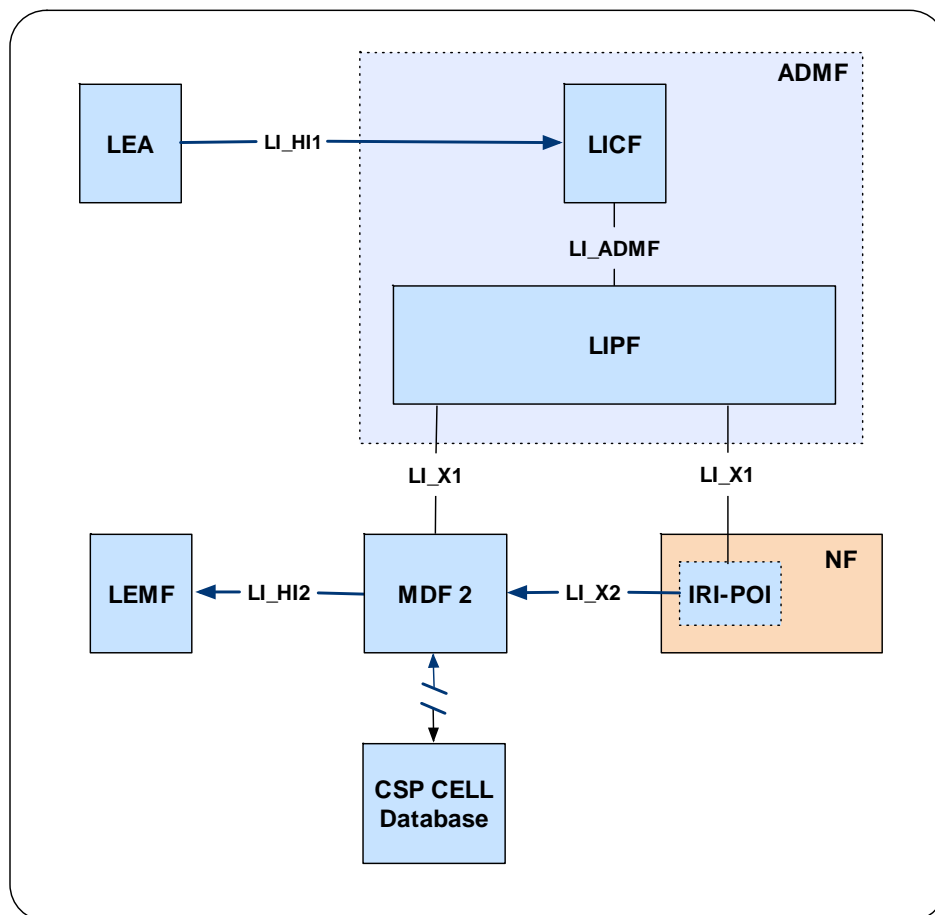 ADMF
LEA
LI_HI1
LICF
LI_ADMF
LIPF
LI_X1
LI_X1
NF
LEMF
LI_HI2
MDF 2
LI_X2
IRI-POI
CSP CELL
Database